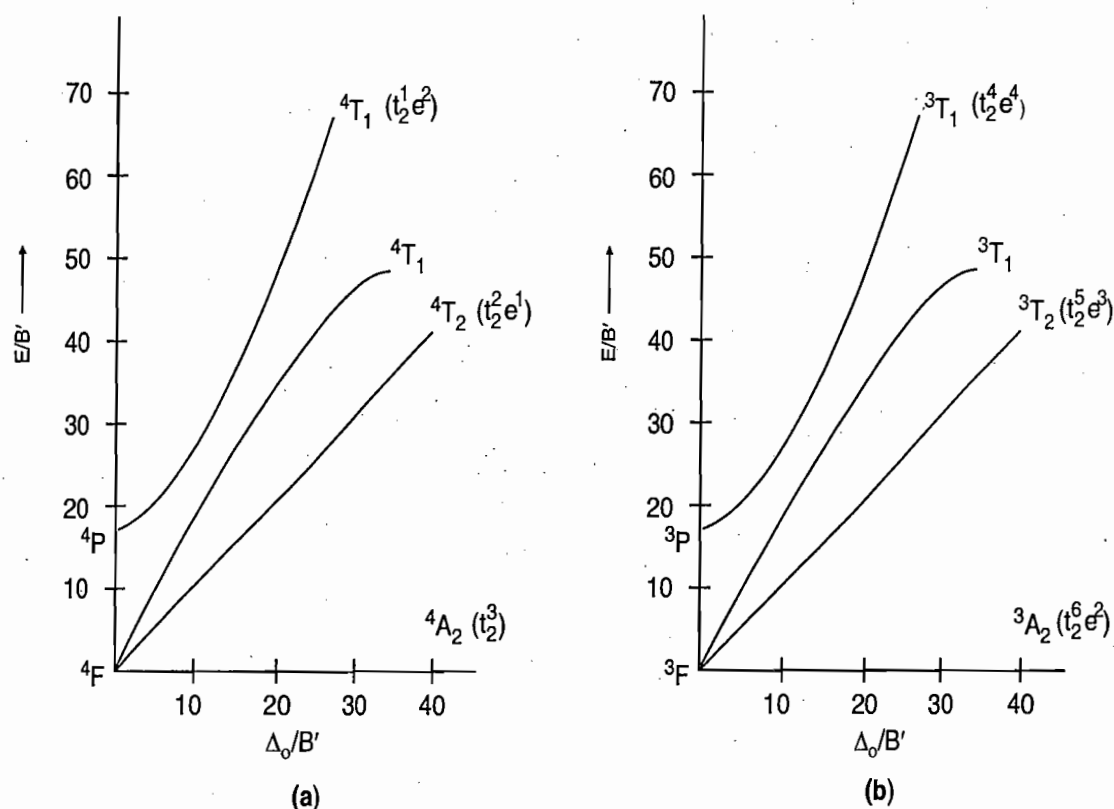 70
60
50
40
30
20
10
E/B′
⁴P
⁴F
⁴T₁ (t₂¹e²)
⁴T₁
⁴T₂ (t₂²e¹)
⁴A₂ (t₂³)
10 20 30 40
Δₒ/B′
(a)
70
60
50
40
30
20
10
E/B′
³P
³F
³T₁ (t₂⁴e⁴)
³T₁
³T₂ (t₂⁵e³)
³A₂ (t₂⁶e²)
10 20 30 40
Δₒ/B′
(b)